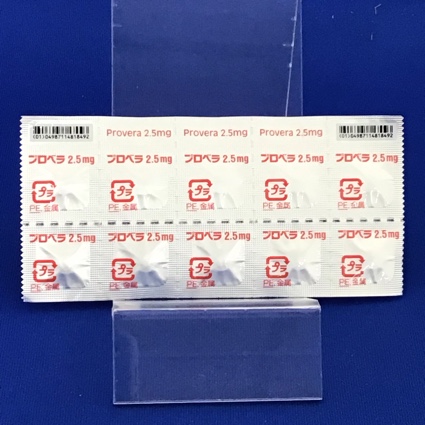 Provera 2.5mg Provera 2.5mg Provera 2.5mg
(01)04987114818492 (01)04987114818492
プロベラ 2.5mg プロベラ 2.5mg プロベラ 2.5mg プロベラ 2.5mg プロベラ 2.5mg
プラ プラ プラ プラ プラ
PE, 金属 PE, 金属 PE, 金属 PE, 金属 PE, 金属
プロベラ 2.5mg プロベラ 2.5mg プロベラ 2.5mg プロベラ 2.5mg プロベラ 2.5mg
プラ プラ プラ プラ プラ
PE, 金属 PE, 金属 PE, 金属 PE, 金属 PE, 金属